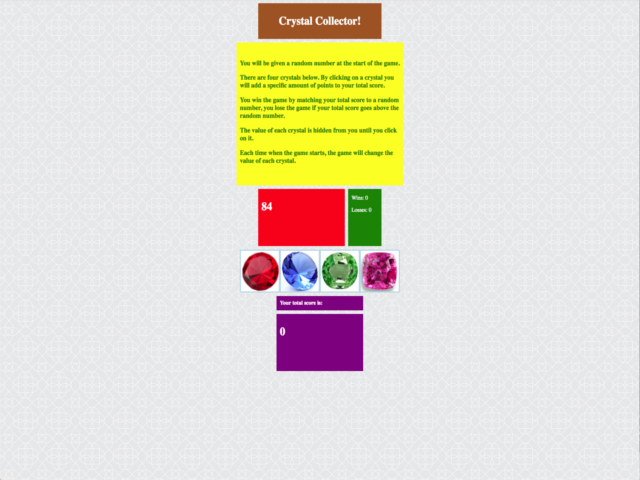 Crystal Collector!
You will be given a random number at the start of the game.
There are four crystals below. By clicking on a crystal you
will add a specific amount of points to your total score.
You win the game by matching your total score to a random
number, you lose the game if your total score goes above the
random number.
The value of each crystal is hidden from you until you click
on it.
Each time when the game starts, the game will change the
value of each crystal.
84
Wins: 0
Losses: 0
Your total score is:
0